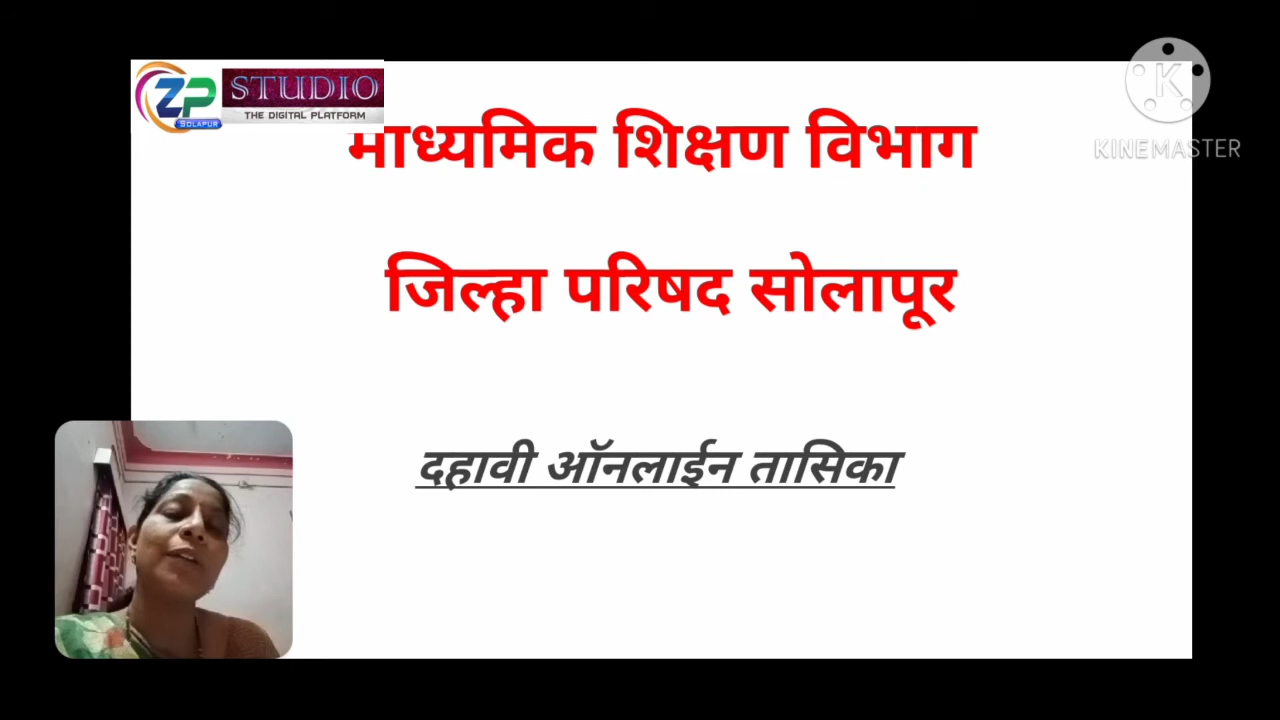 ZP STUDIO
SOLAPUR THE DIGITAL PLATFORM
माध्यमिक शिक्षण विभाग
K
KINEMASTER
जिल्हा परिषद सोलापूर
दहावी ऑनलाईन तासिका